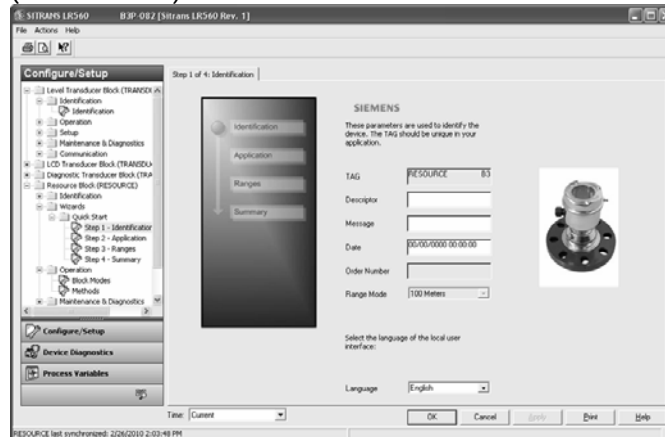 SITRANS LR560 B3P-082 [Sitrans LR560 Rev. 1]
File Actions Help
Configure/Setup
Level Transducer Block (TRANSDU
Identification
Identification
Operation
Setup
Maintenance & Diagnostics
Communication
LCD Transducer Block (TRANSDU
Diagnostic Transducer Block (TRA
Resource Block (RESOURCE)
Identification
Wizards
Quick Start
Step 1 - Identification
Step 2 - Application
Step 3 - Ranges
Step 4 - Summary
Operation
Block Modes
Methods
Maintenance & Diagnostics
Configure/Setup
Device Diagnostics
Process Variables
Step 1 of 4: Identification
Identification
Application
Ranges
Summary
SIEMENS
These parameters are used to identify the
device. The TAG should be unique in your
application.
TAG RESOURCE B3
Descriptor
Message
Date 00/00/0000 00:00:00
Order Number
Range Mode 100 Meters
Select the language of the local user
interface:
Language English
Time: Current
OK Cancel Apply Print Help
RESOURCE last synchronized: 2/26/2010 2:03:48 PM